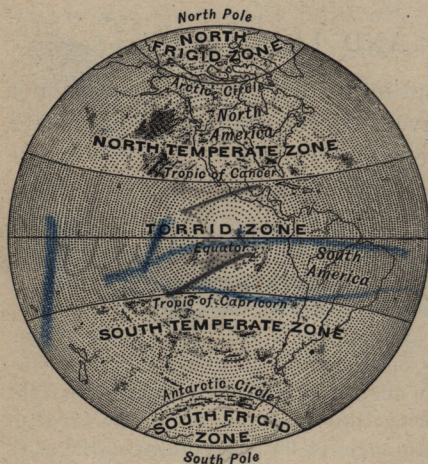 North Pole
NORTH
FRIGID ZONE
Arctic Circle
North
America
NORTH TEMPERATE ZONE
Tropic of Cancer
TORRID ZONE
Equator
South
America
Tropic of Capricorn
SOUTH TEMPERATE ZONE
Antarctic Circle
SOUTH FRIGID
ZONE
South Pole